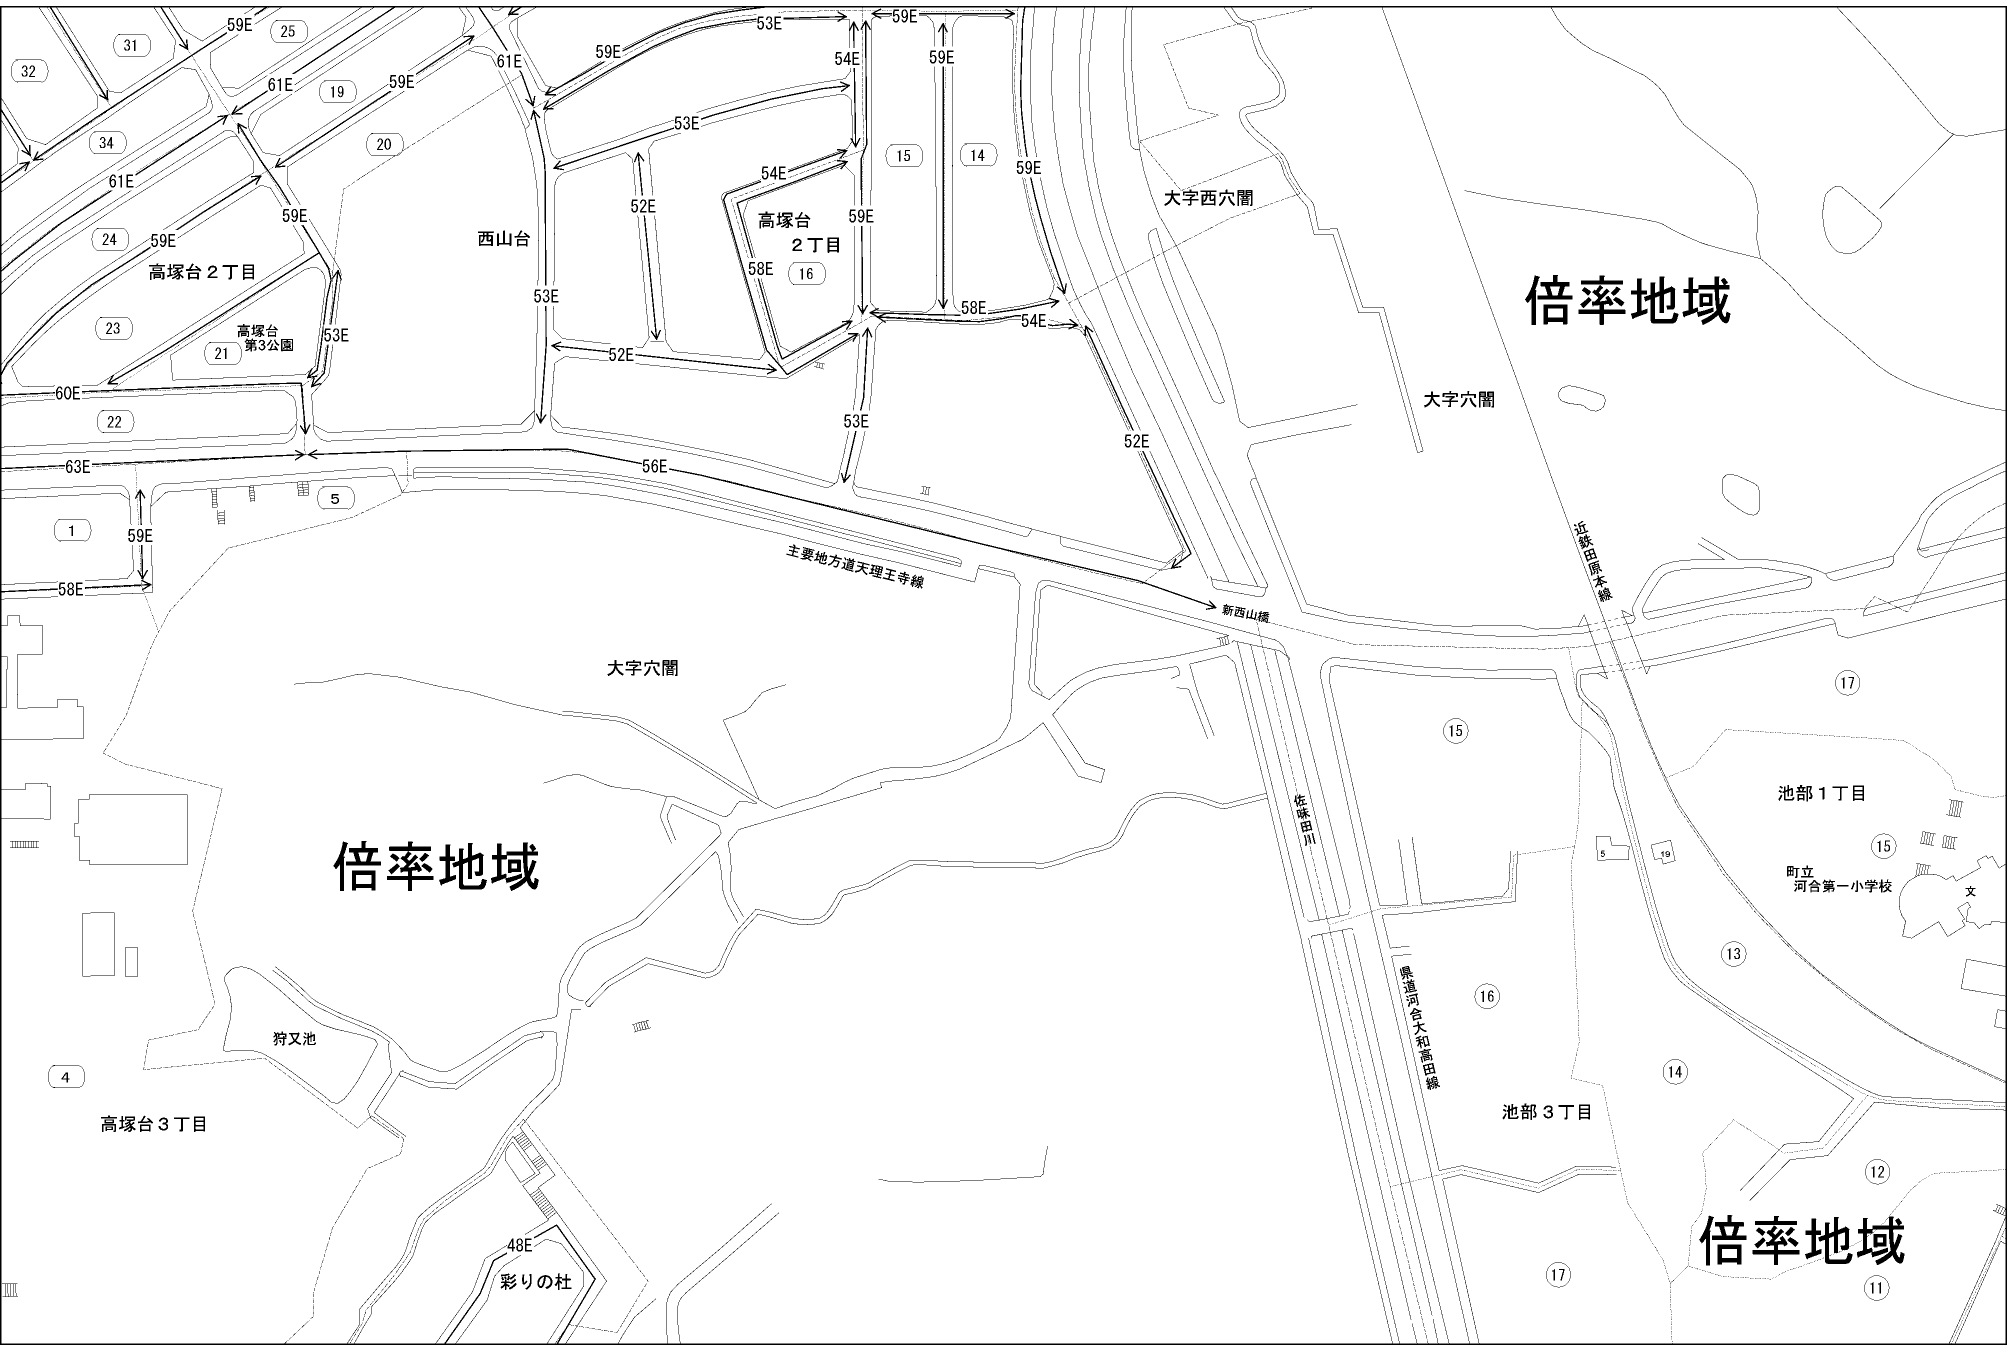 59E
53E
59E
31
25
32
61E
59E
54E
59E
61E
59E
19
59E
53E
34
20
15
14
61E
54E
59E
52E
59E
59E
大字西穴闇
24
59E
西山台
高塚台
２丁目
高塚台２丁目
58E
16
53E
倍率地域
58E
54E
23
高塚台
第3公園
53E
21
52E
60E
大字穴闇
22
53E
52E
63E
56E
5
1
59E
近鉄田原本線
主要地方道天理王寺線
58E
新西山橋
大字穴闇
17
15
池部１丁目
佐味田川
倍率地域
15
5
19
町立
河合第一小学校
文
13
県道河合大和高田線
16
狩又池
4
14
高塚台３丁目
池部３丁目
12
倍率地域
48E
彩りの杜
17
11